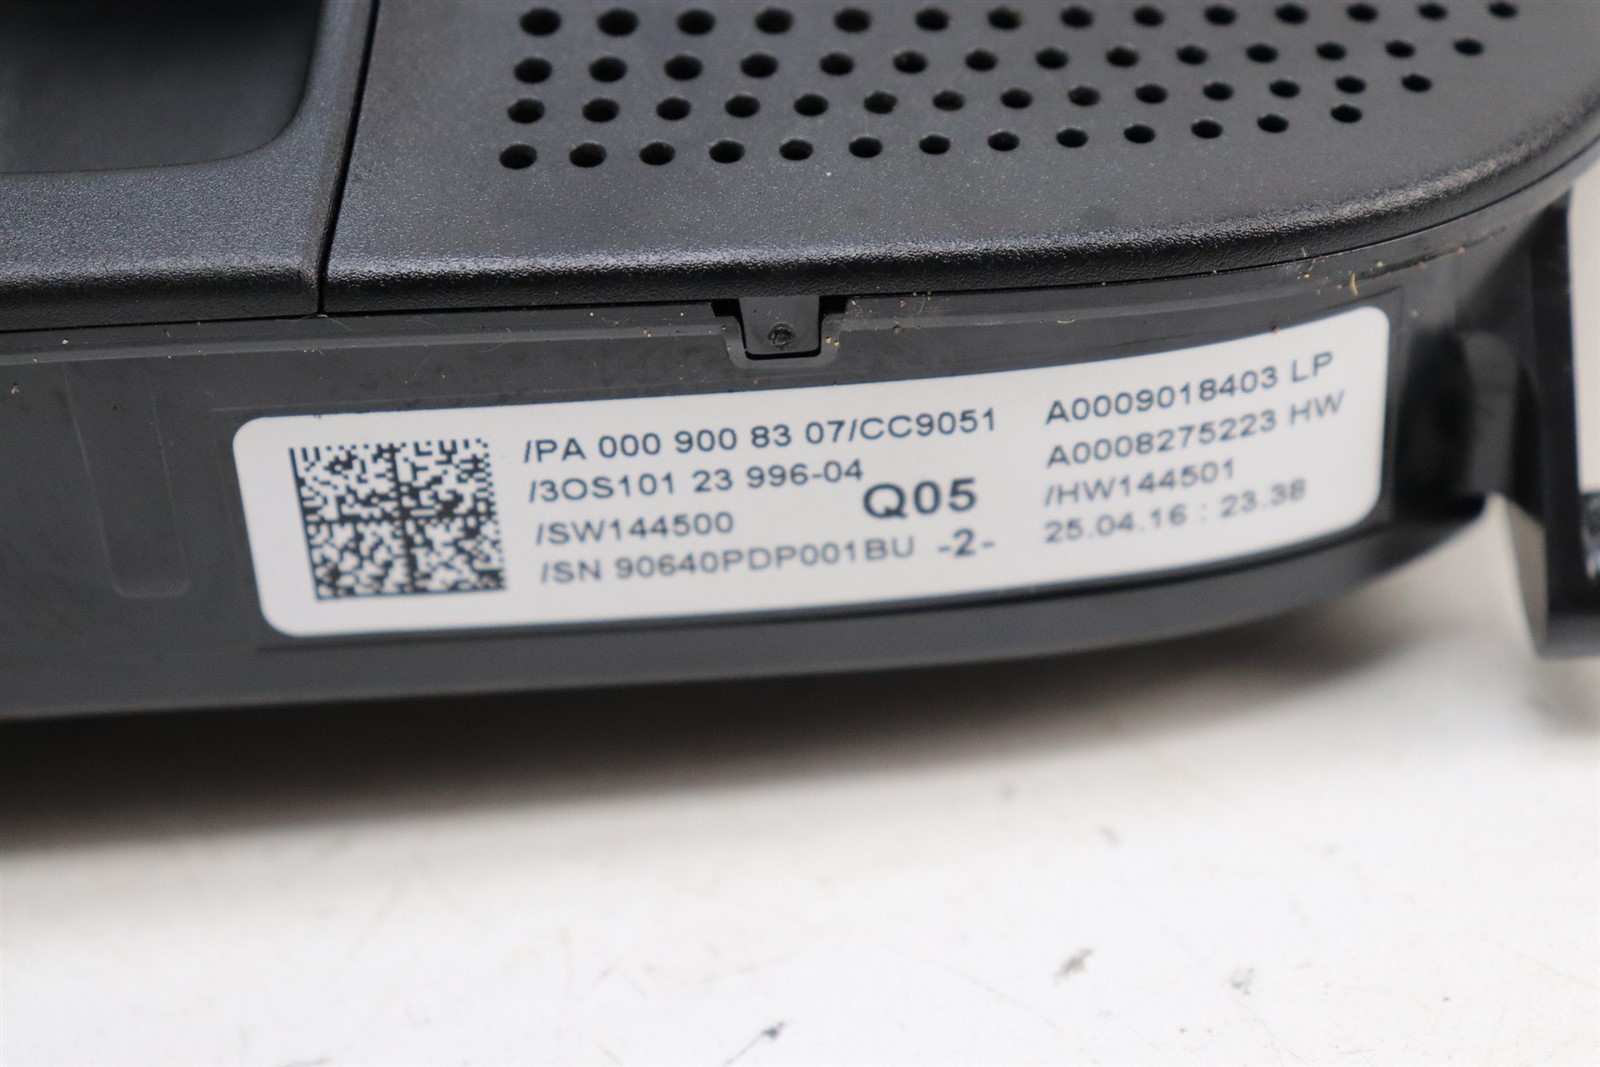 /PA 000 900 83 07/CC9051
/3OS101 23 996-04
/SW144500
Q05
/SN 90640PDP001BU -2-
A0009018403 LP
A0008275223 HW
/HW144501
25.04.16 : 23.38